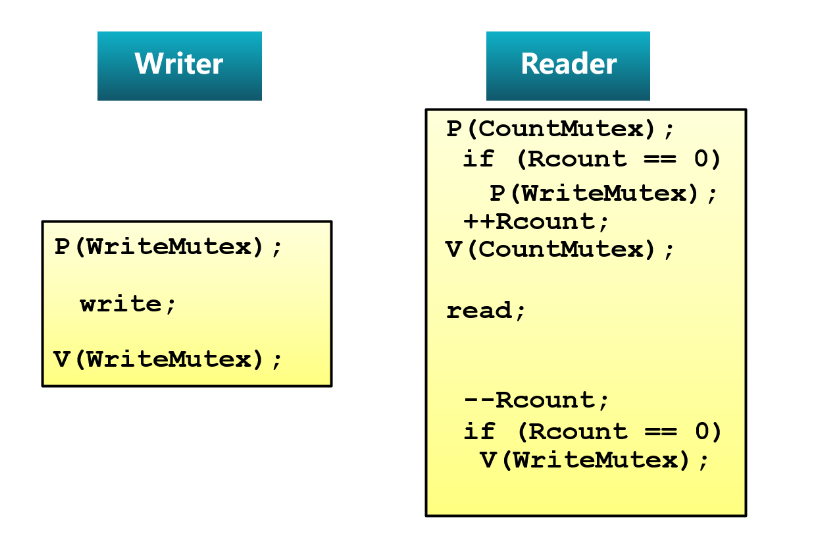 Writer
P(WriteMutex);
write;
V(WriteMutex);
Reader
P(CountMutex);
if (Rcount == 0)
P(WriteMutex);
++Rcount;
V(CountMutex);
read;
--Rcount;
if (Rcount == 0)
V(WriteMutex);